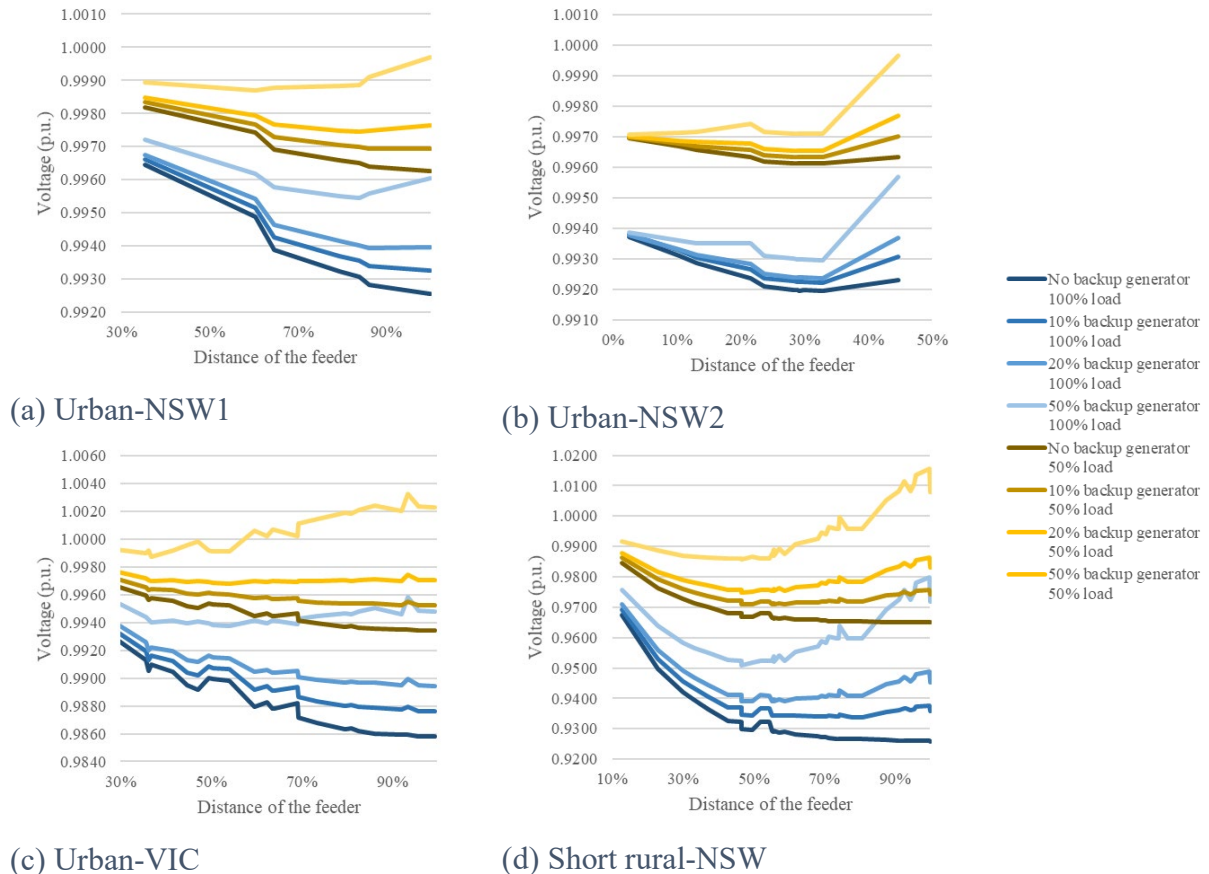 1.0010
1.0000
0.9990
0.9980
0.9970
0.9960
0.9950
0.9940
0.9930
0.9920
Voltage (p.u.)
30% 50% 70% 90%
Distance of the feeder
(a) Urban-NSW1
1.0010
1.0000
0.9990
0.9980
0.9970
0.9960
0.9950
0.9940
0.9930
0.9920
0.9910
Voltage (p.u.)
0% 10% 20% 30% 40% 50%
Distance of the feeder
(b) Urban-NSW2
1.0060
1.0040
1.0020
1.0000
0.9980
0.9960
0.9940
0.9920
0.9900
0.9880
0.9860
0.9840
Voltage (p.u.)
30% 50% 70% 90%
Distance of the feeder
(c) Urban-VIC
1.0200
1.0100
1.0000
0.9900
0.9800
0.9700
0.9600
0.9500
0.9400
0.9300
0.9200
Voltage (p.u.)
10% 30% 50% 70% 90%
Distance of the feeder
(d) Short rural-NSW
No backup generator
100% load
10% backup generator
100% load
20% backup generator
100% load
50% backup generator
100% load
No backup generator
50% load
10% backup generator
50% load
20% backup generator
50% load
50% backup generator
50% load